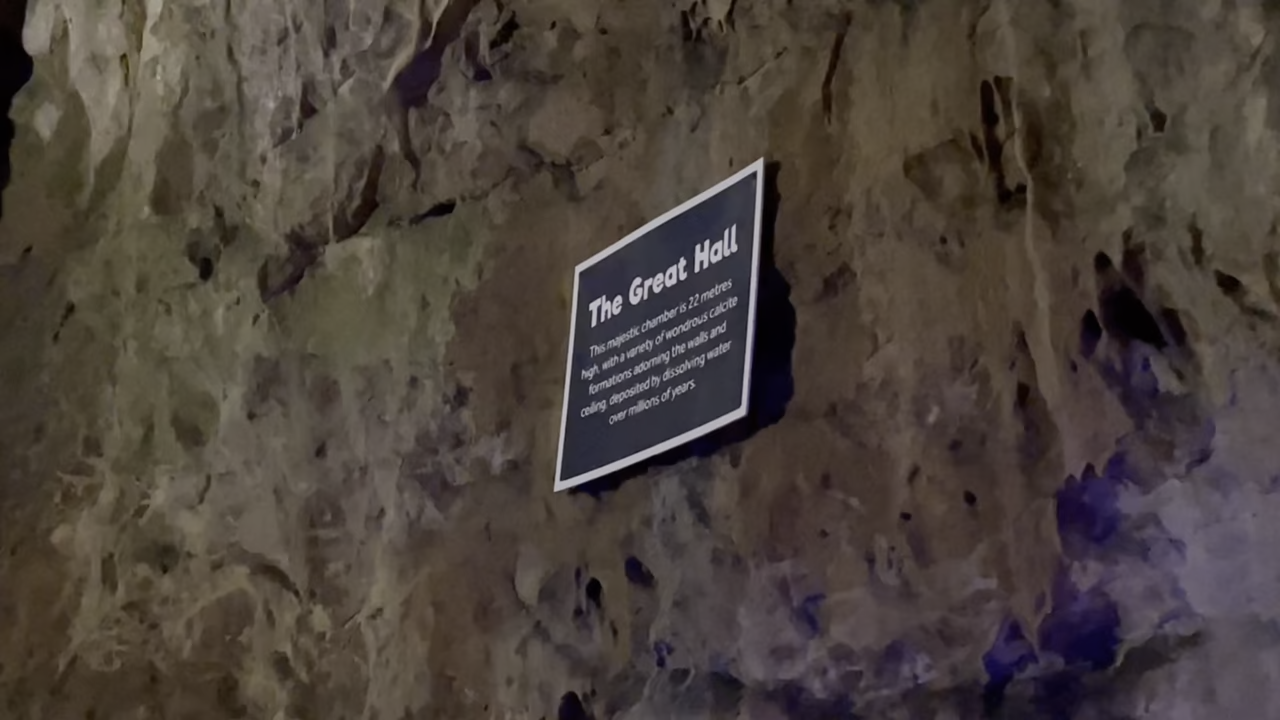 The Great Hall
This majestic chamber is 22 metres
high, with a variety of wondrous calcite
formations adorning the walls and
ceiling, deposited by dissolving water
over millions of years.